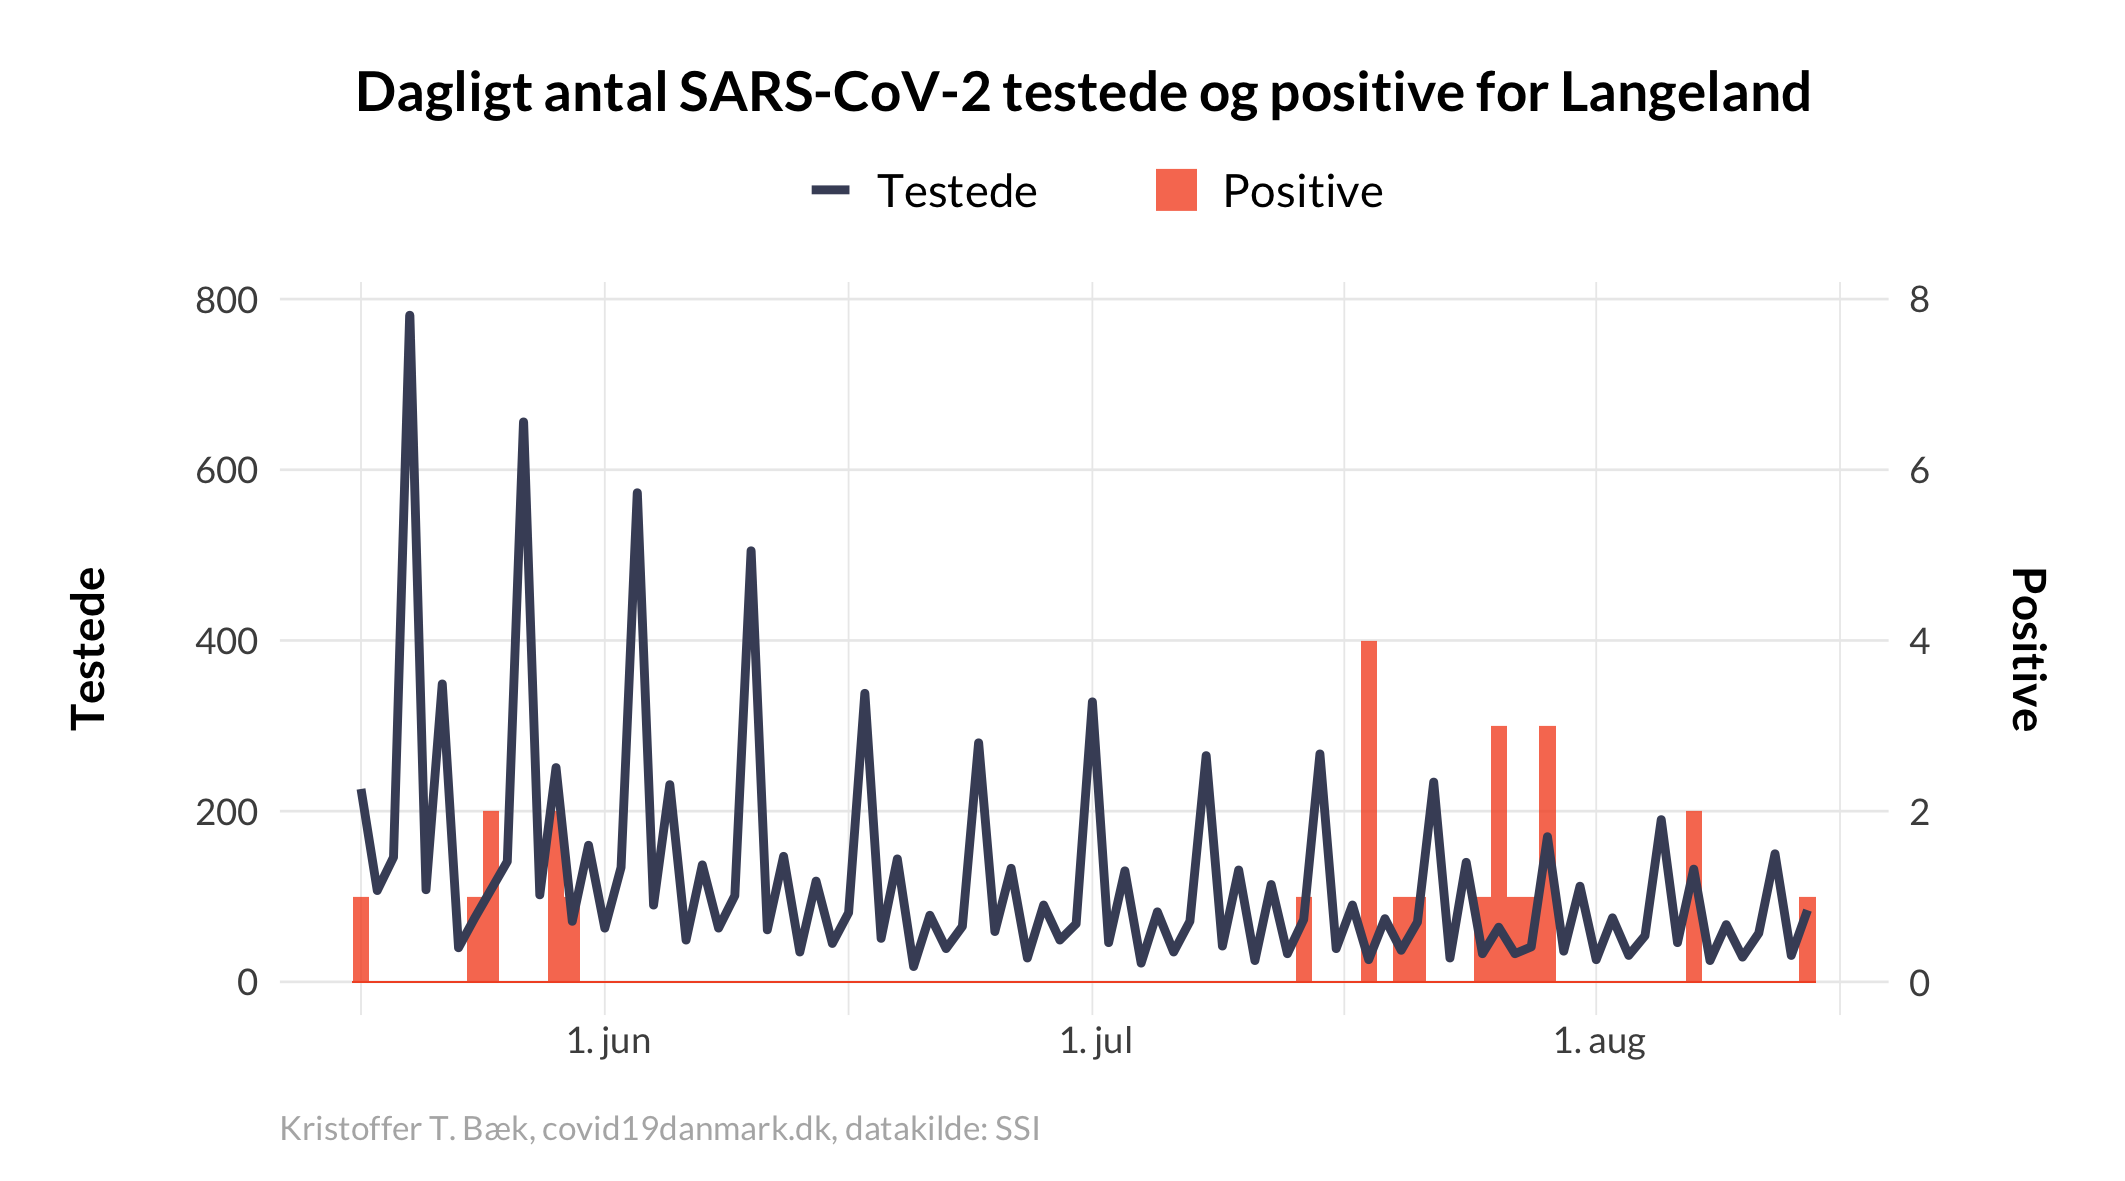 Dagligt antal SARS-CoV-2 testede og positive for Langeland
Testede
Positive
800
600
400
200
0
8
6
4
2
0
Testede
Positive
1. jun
1. jul
1. aug
Kristoffer T. Bæk, covid19danmark.dk, datakilde: SSI